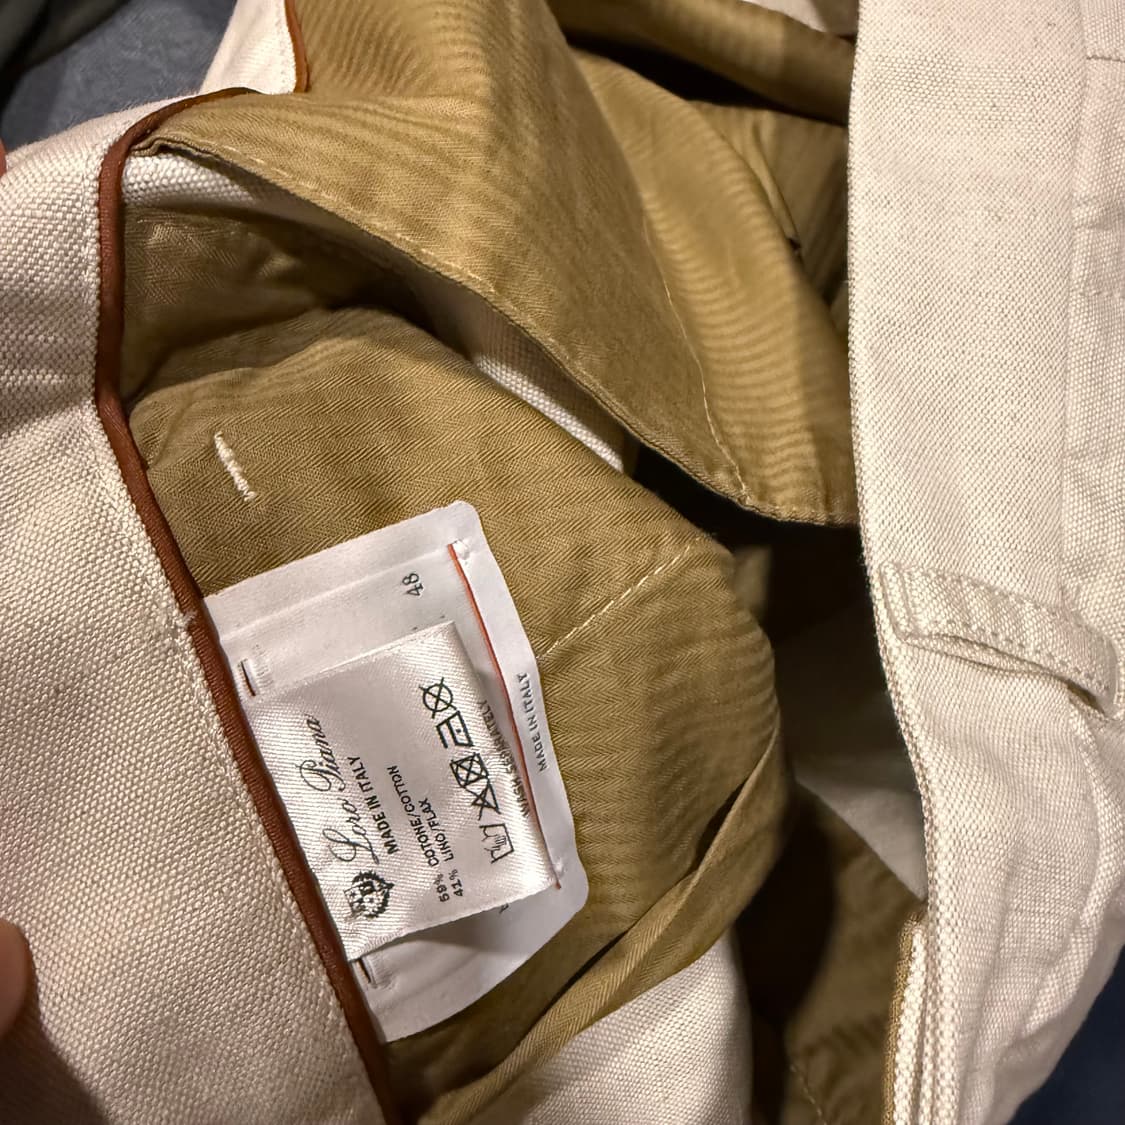 48
Loro Piana
MADE IN ITALY
59% COTONE/COTTON
41% LINO/FLAX
WASH SEPARATELY
MADE IN ITALY